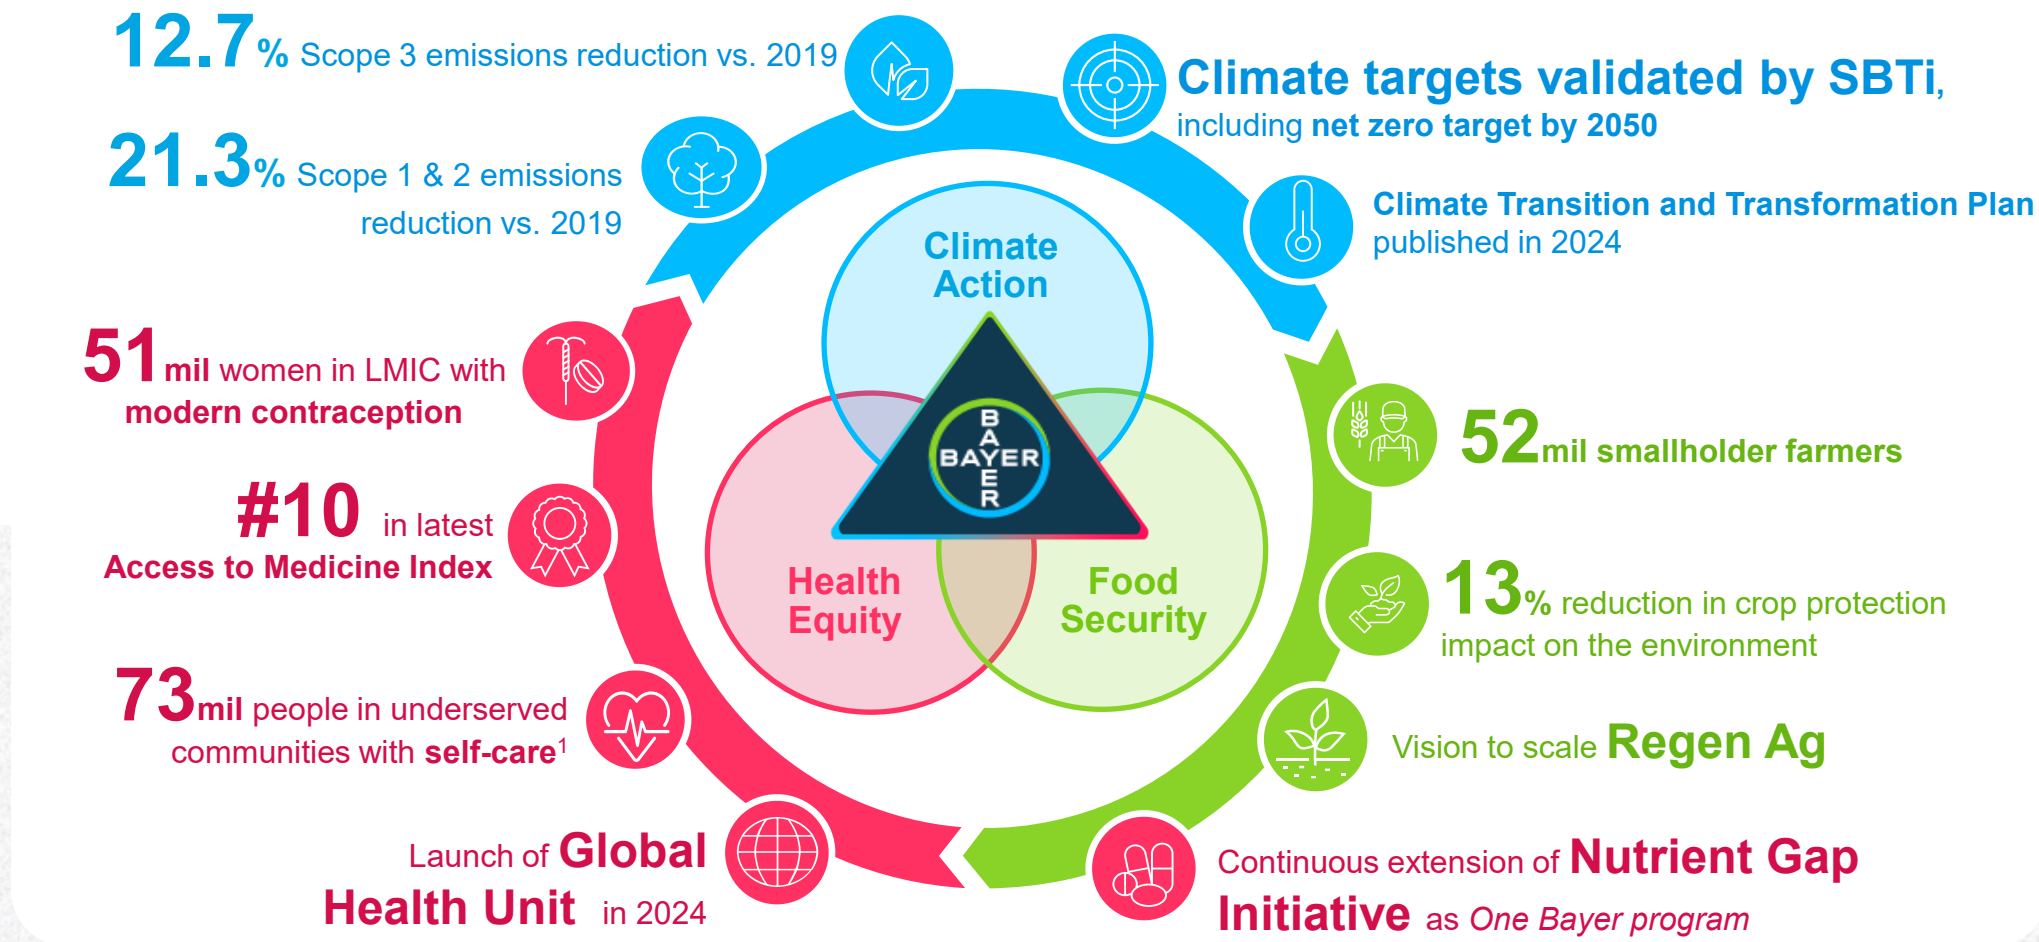 12.7% Scope 3 emissions reduction vs. 2019
21.3% Scope 1 & 2 emissions
reduction vs. 2019
Climate targets validated by SBTi,
including net zero target by 2050
Climate Transition and Transformation Plan
published in 2024
Climate
Action
BAYER
BAYER
Health
Equity
Food
Security
51 mil women in LMIC with
modern contraception
#10 in latest
Access to Medicine Index
73 mil people in underserved
communities with self-care¹
Launch of Global
Health Unit in 2024
52 mil smallholder farmers
13% reduction in crop protection
impact on the environment
Vision to scale Regen Ag
Continuous extension of Nutrient Gap
Initiative as One Bayer program